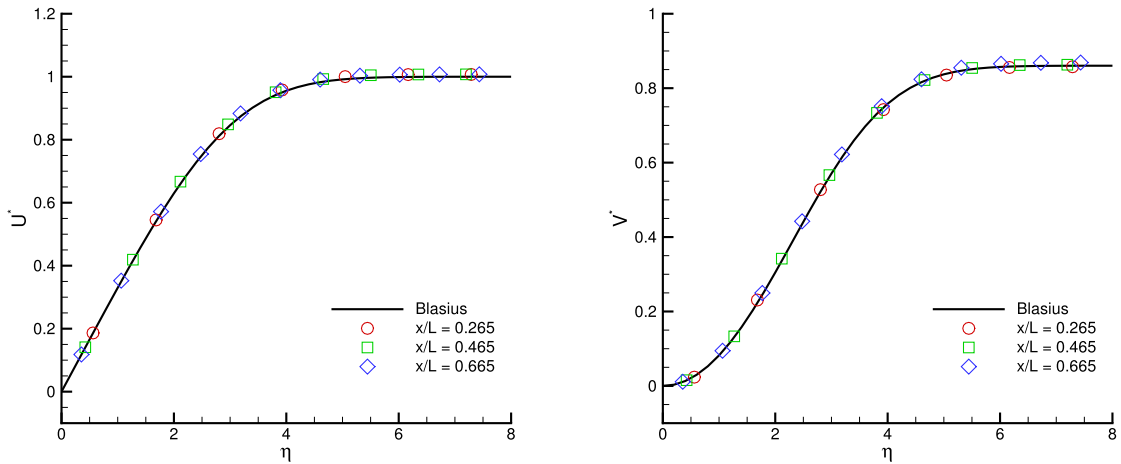 1.2
1
0.8
0.6
0.4
0.2
0
U*
0 2 4 6 8
η
Blasius
x/L = 0.265
x/L = 0.465
x/L = 0.665
1
0.8
0.6
0.4
0.2
0
V*
0 2 4 6 8
η
Blasius
x/L = 0.265
x/L = 0.465
x/L = 0.665